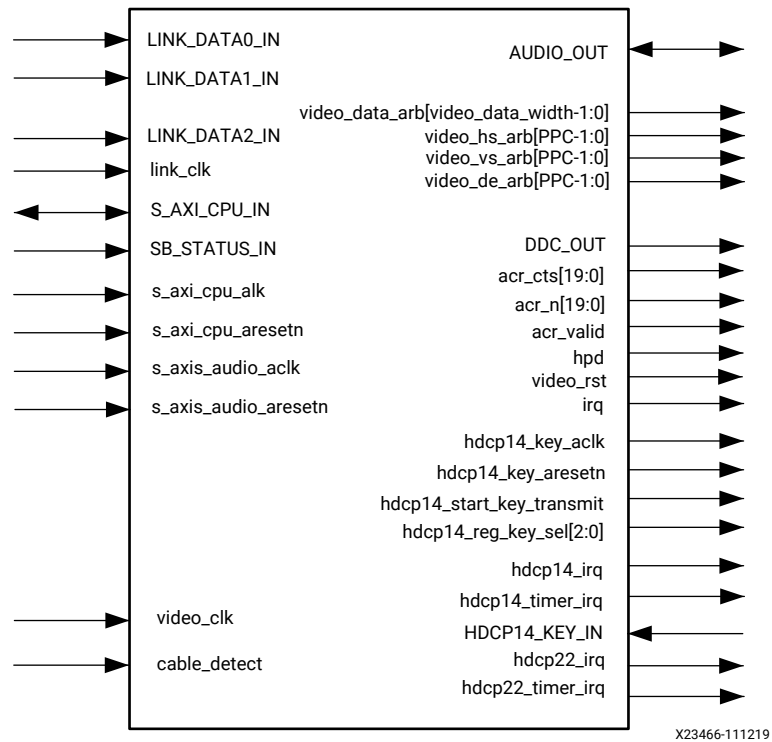 LINK_DATA0_IN
LINK_DATA1_IN
LINK_DATA2_IN
link_clk
S_AXI_CPU_IN
SB_STATUS_IN
s_axi_cpu_alk
s_axi_cpu_aresetn
s_axis_audio_aclk
s_axis_audio_aresetn
video_clk
cable_detect
AUDIO_OUT
video_data_arb[video_data_width-1:0]
video_hs_arb[PPC-1:0]
video_vs_arb[PPC-1:0]
video_de_arb[PPC-1:0]
DDC_OUT
acr_cts[19:0]
acr_n[19:0]
acr_valid
hpd
video_rst
irq
hdcp14_key_aclk
hdcp14_key_aresetn
hdcp14_start_key_transmit
hdcp14_reg_key_sel[2:0]
hdcp14_irq
hdcp14_timer_irq
HDCP14_KEY_IN
hdcp22_irq
hdcp22_timer_irq
X23466-111219